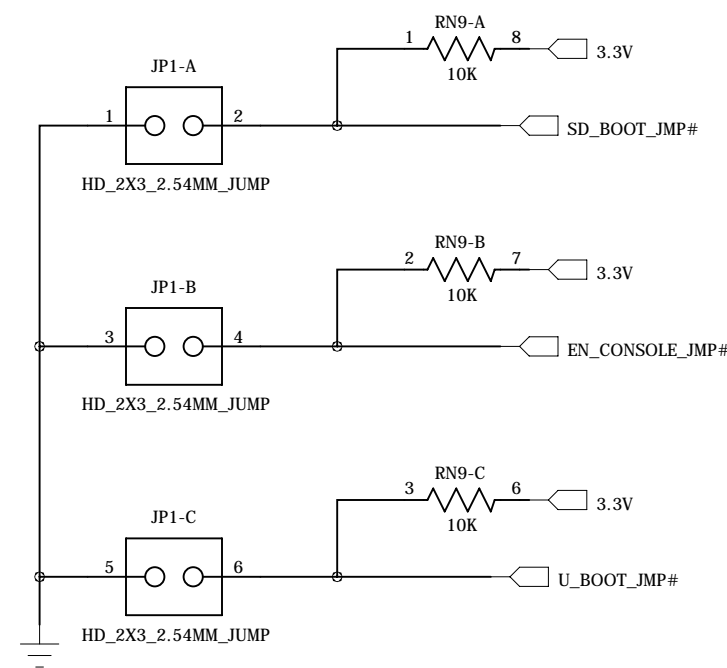 RN9-A
1 8
3.3V
10K
JP1-A
1 2
SD_BOOT_JMP#
HD_2X3_2.54MM_JUMP
RN9-B
2 7
3.3V
10K
JP1-B
3 4
EN_CONSOLE_JMP#
HD_2X3_2.54MM_JUMP
RN9-C
3 6
3.3V
10K
JP1-C
5 6
U_BOOT_JMP#
HD_2X3_2.54MM_JUMP